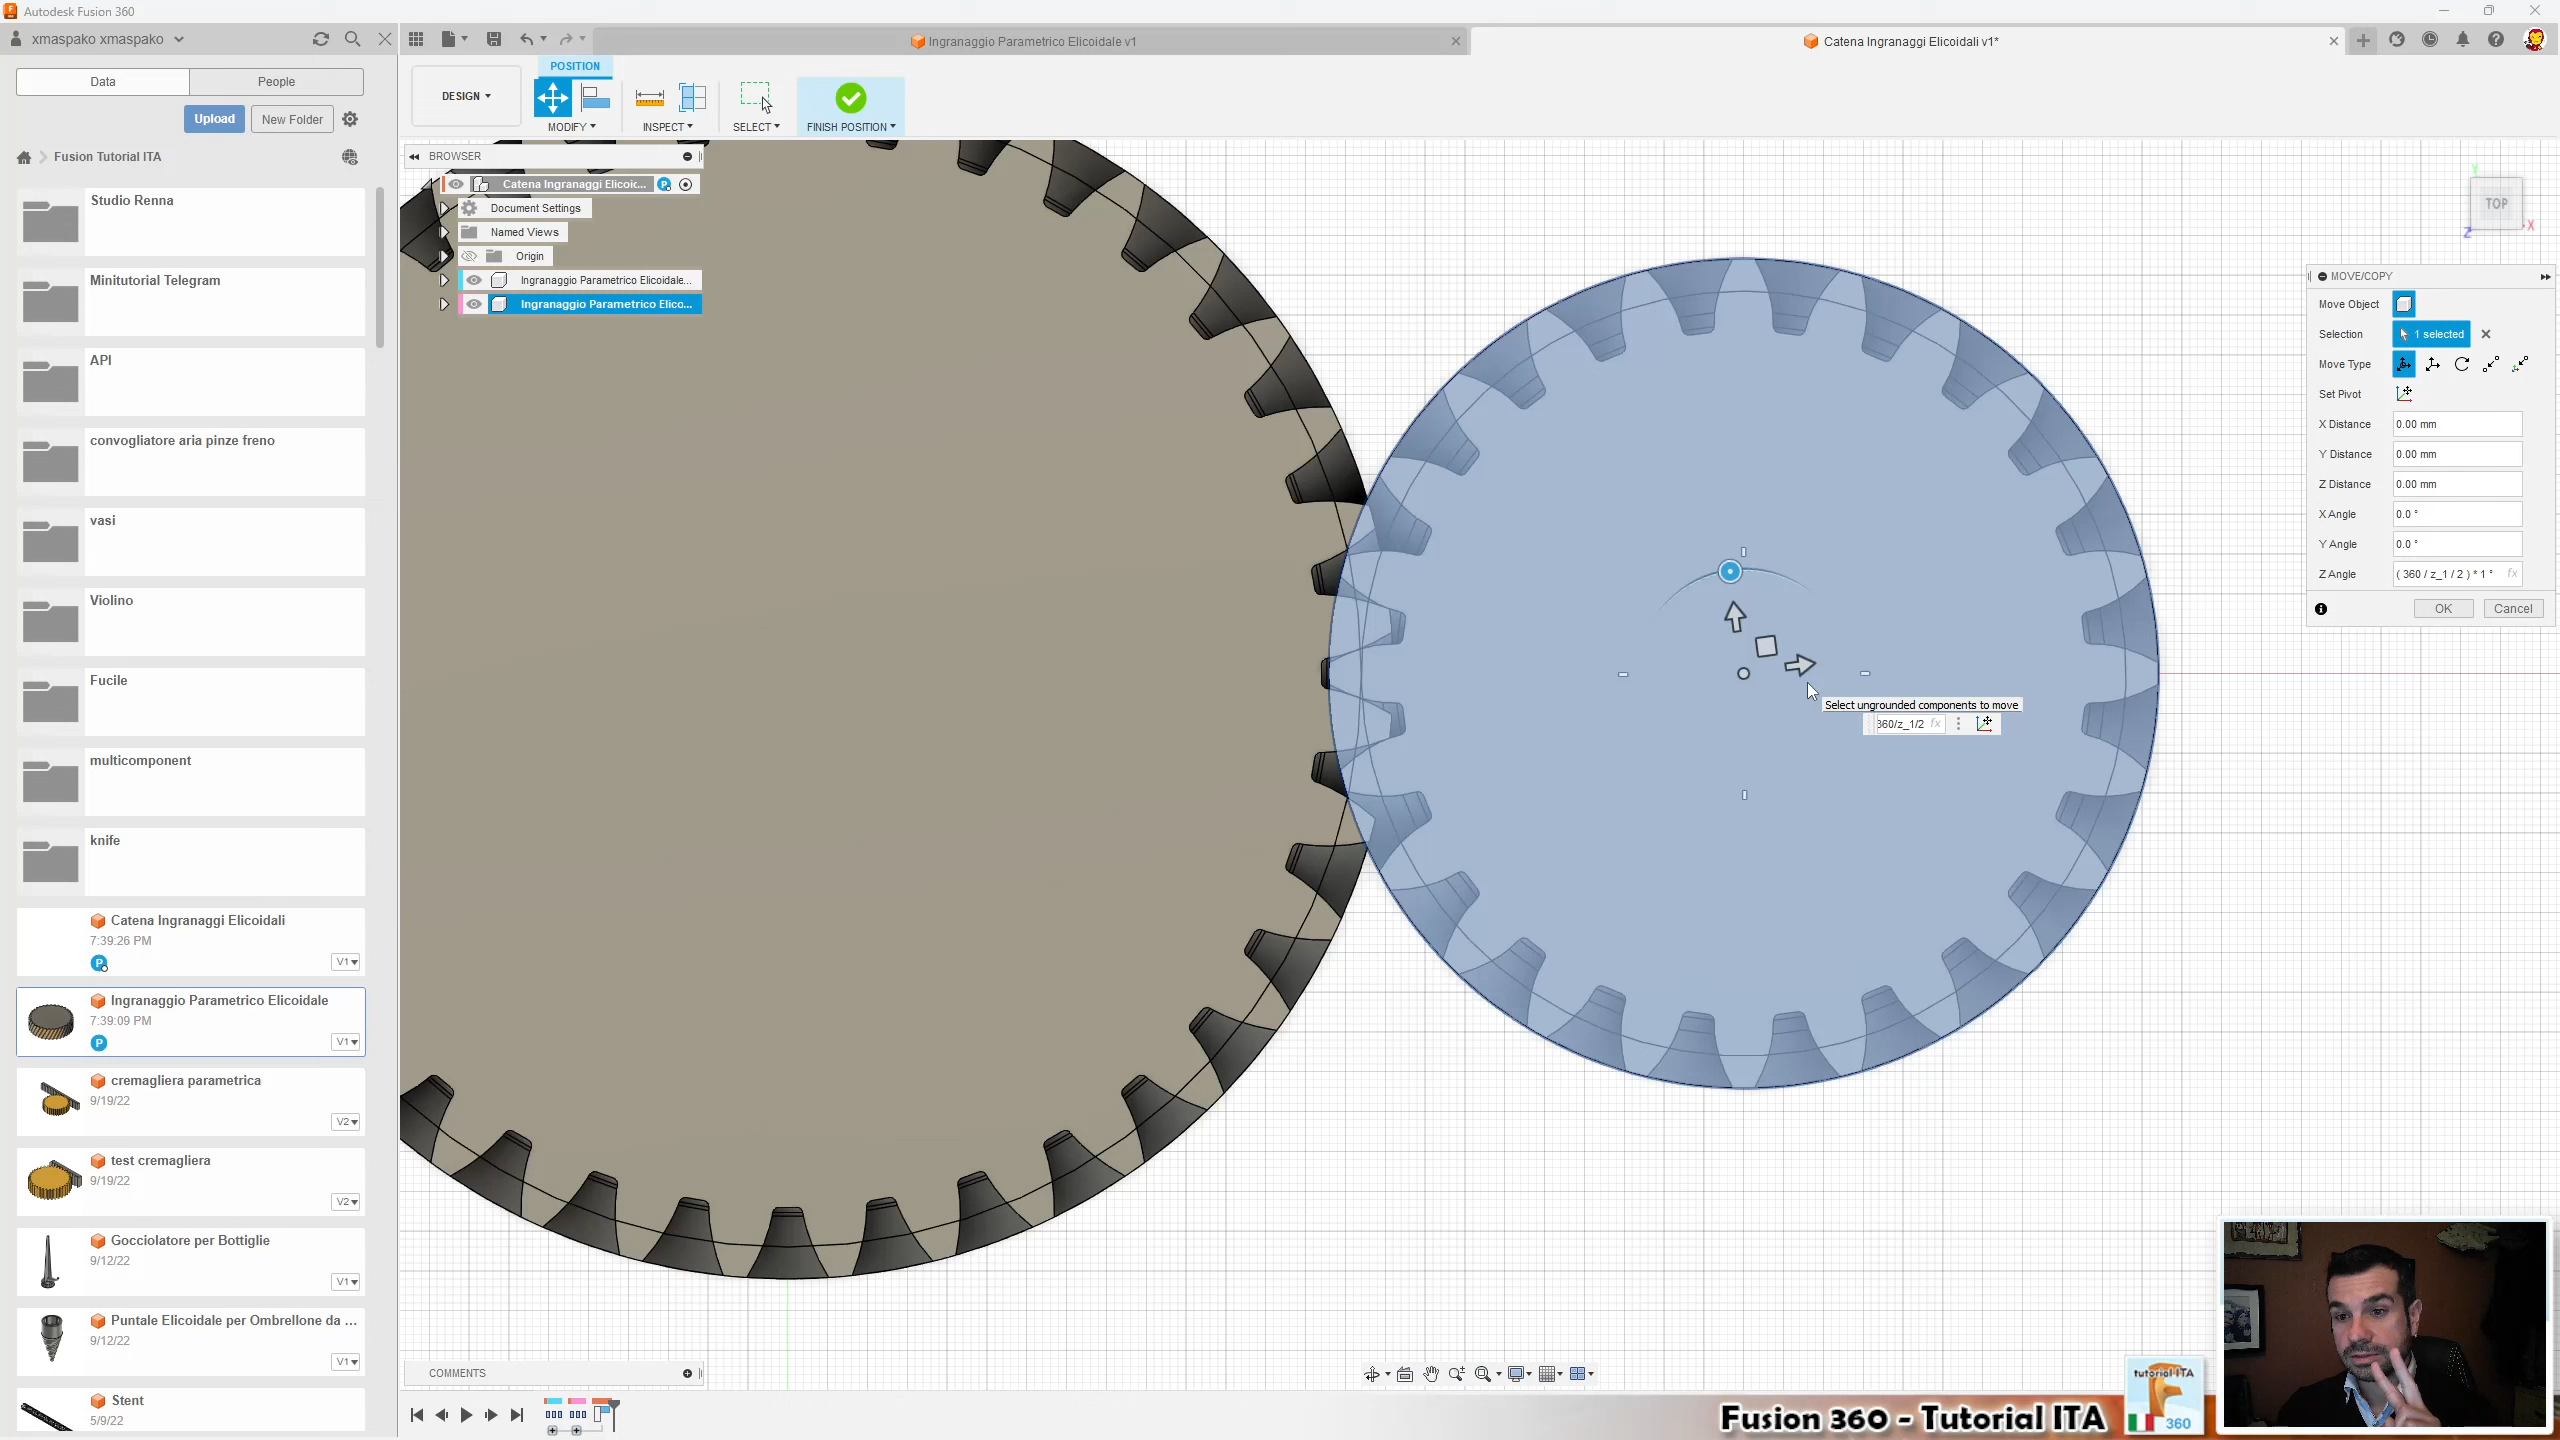 Autodesk Fusion 360
xmaspako xmaspako
Ingranaggio Parametrico Elicoidale v1
Catena Ingranaggi Elicoidali v1*
Data
People
Upload
New Folder
Fusion Tutorial ITA
Studio Renna
Minitutorial Telegram
API
convogliatore aria pinze freno
vasi
Violino
Fucile
multicomponent
knife
Catena Ingranaggi Elicoidali
7:39:26 PM
P
V1
Ingranaggio Parametrico Elicoidale
7:39:09 PM
P
V1
cremagliera parametrica
9/19/22
V2
test cremagliera
9/19/22
V2
Gocciolatore per Bottiglie
9/12/22
V1
Puntale Elicoidale per Ombrellone da ...
9/12/22
V1
Stent
5/9/22
DESIGN
POSITION
MODIFY
INSPECT
SELECT
FINISH POSITION
BROWSER
Catena Ingranaggi Elicoic...
P
Document Settings
Named Views
Origin
Ingranaggio Parametrico Elicoidale...
Ingranaggio Parametrico Elico...
TOP
Y
X
Z
MOVE/COPY
Move Object
Selection 1 selected
Move Type
Set Pivot
X Distance 0.00 mm
Y Distance 0.00 mm
Z Distance 0.00 mm
X Angle 0.0 °
Y Angle 0.0 °
Z Angle ( 360 / z_1 / 2 ) * 1 ° fx
OK
Cancel
Select ungrounded components to move
360/z_1/2 fx
COMMENTS
Fusion 360 - Tutorial ITA
tutorial ITA
360